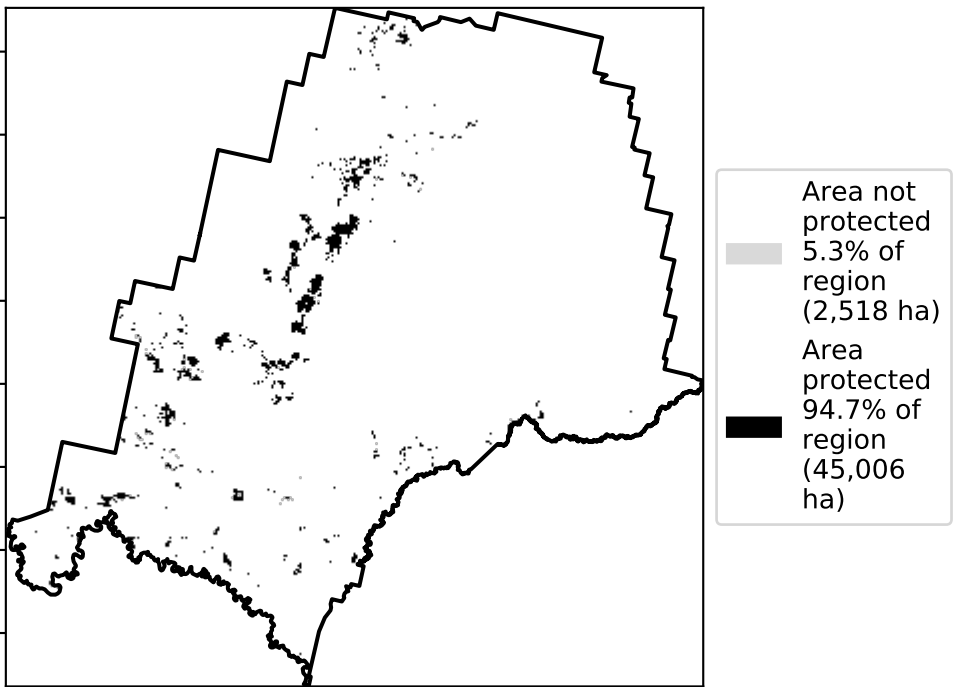 Area not
protected
5.3% of
region
(2,518 ha)
Area
protected
94.7% of
region
(45,006
ha)